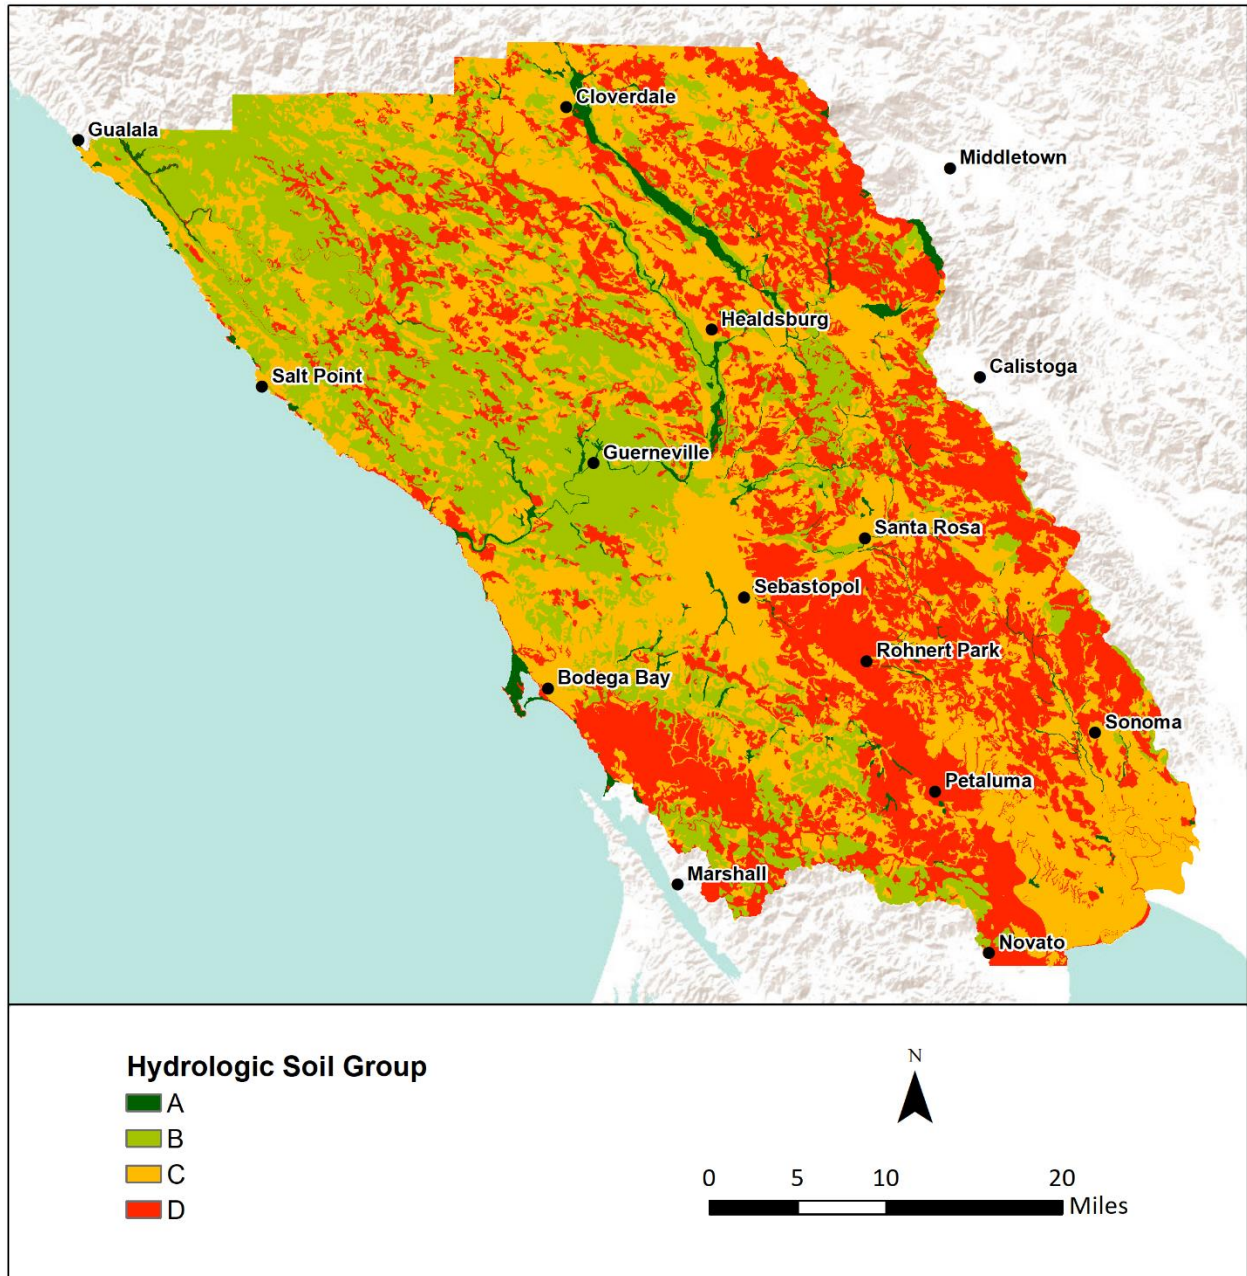 Cloverdale
Gualala
Middletown
Healdsburg
Calistoga
Salt Point
Guerneville
Santa Rosa
Sebastopol
Rohnert Park
Bodega Bay
Sonoma
Petaluma
Marshall
Novato
Hydrologic Soil Group
A
B
C
D
N
0 5 10 20
Miles